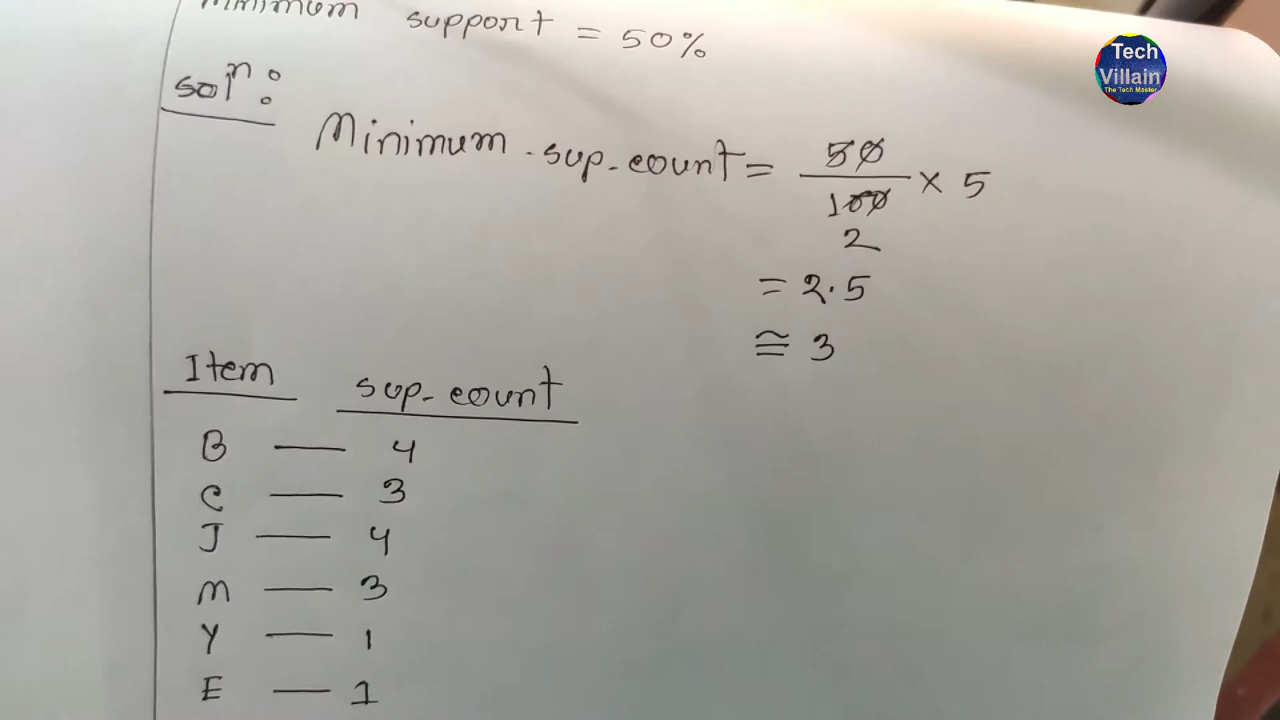 Minimum support = 50%
Tech
Villain
The Tech Master
solⁿ:
Minimum sup-count = 50/100 × 5
2
= 2.5
≅ 3
Item sup-count
B — 4
C — 3
J — 4
M — 3
Y — 1
E — 1